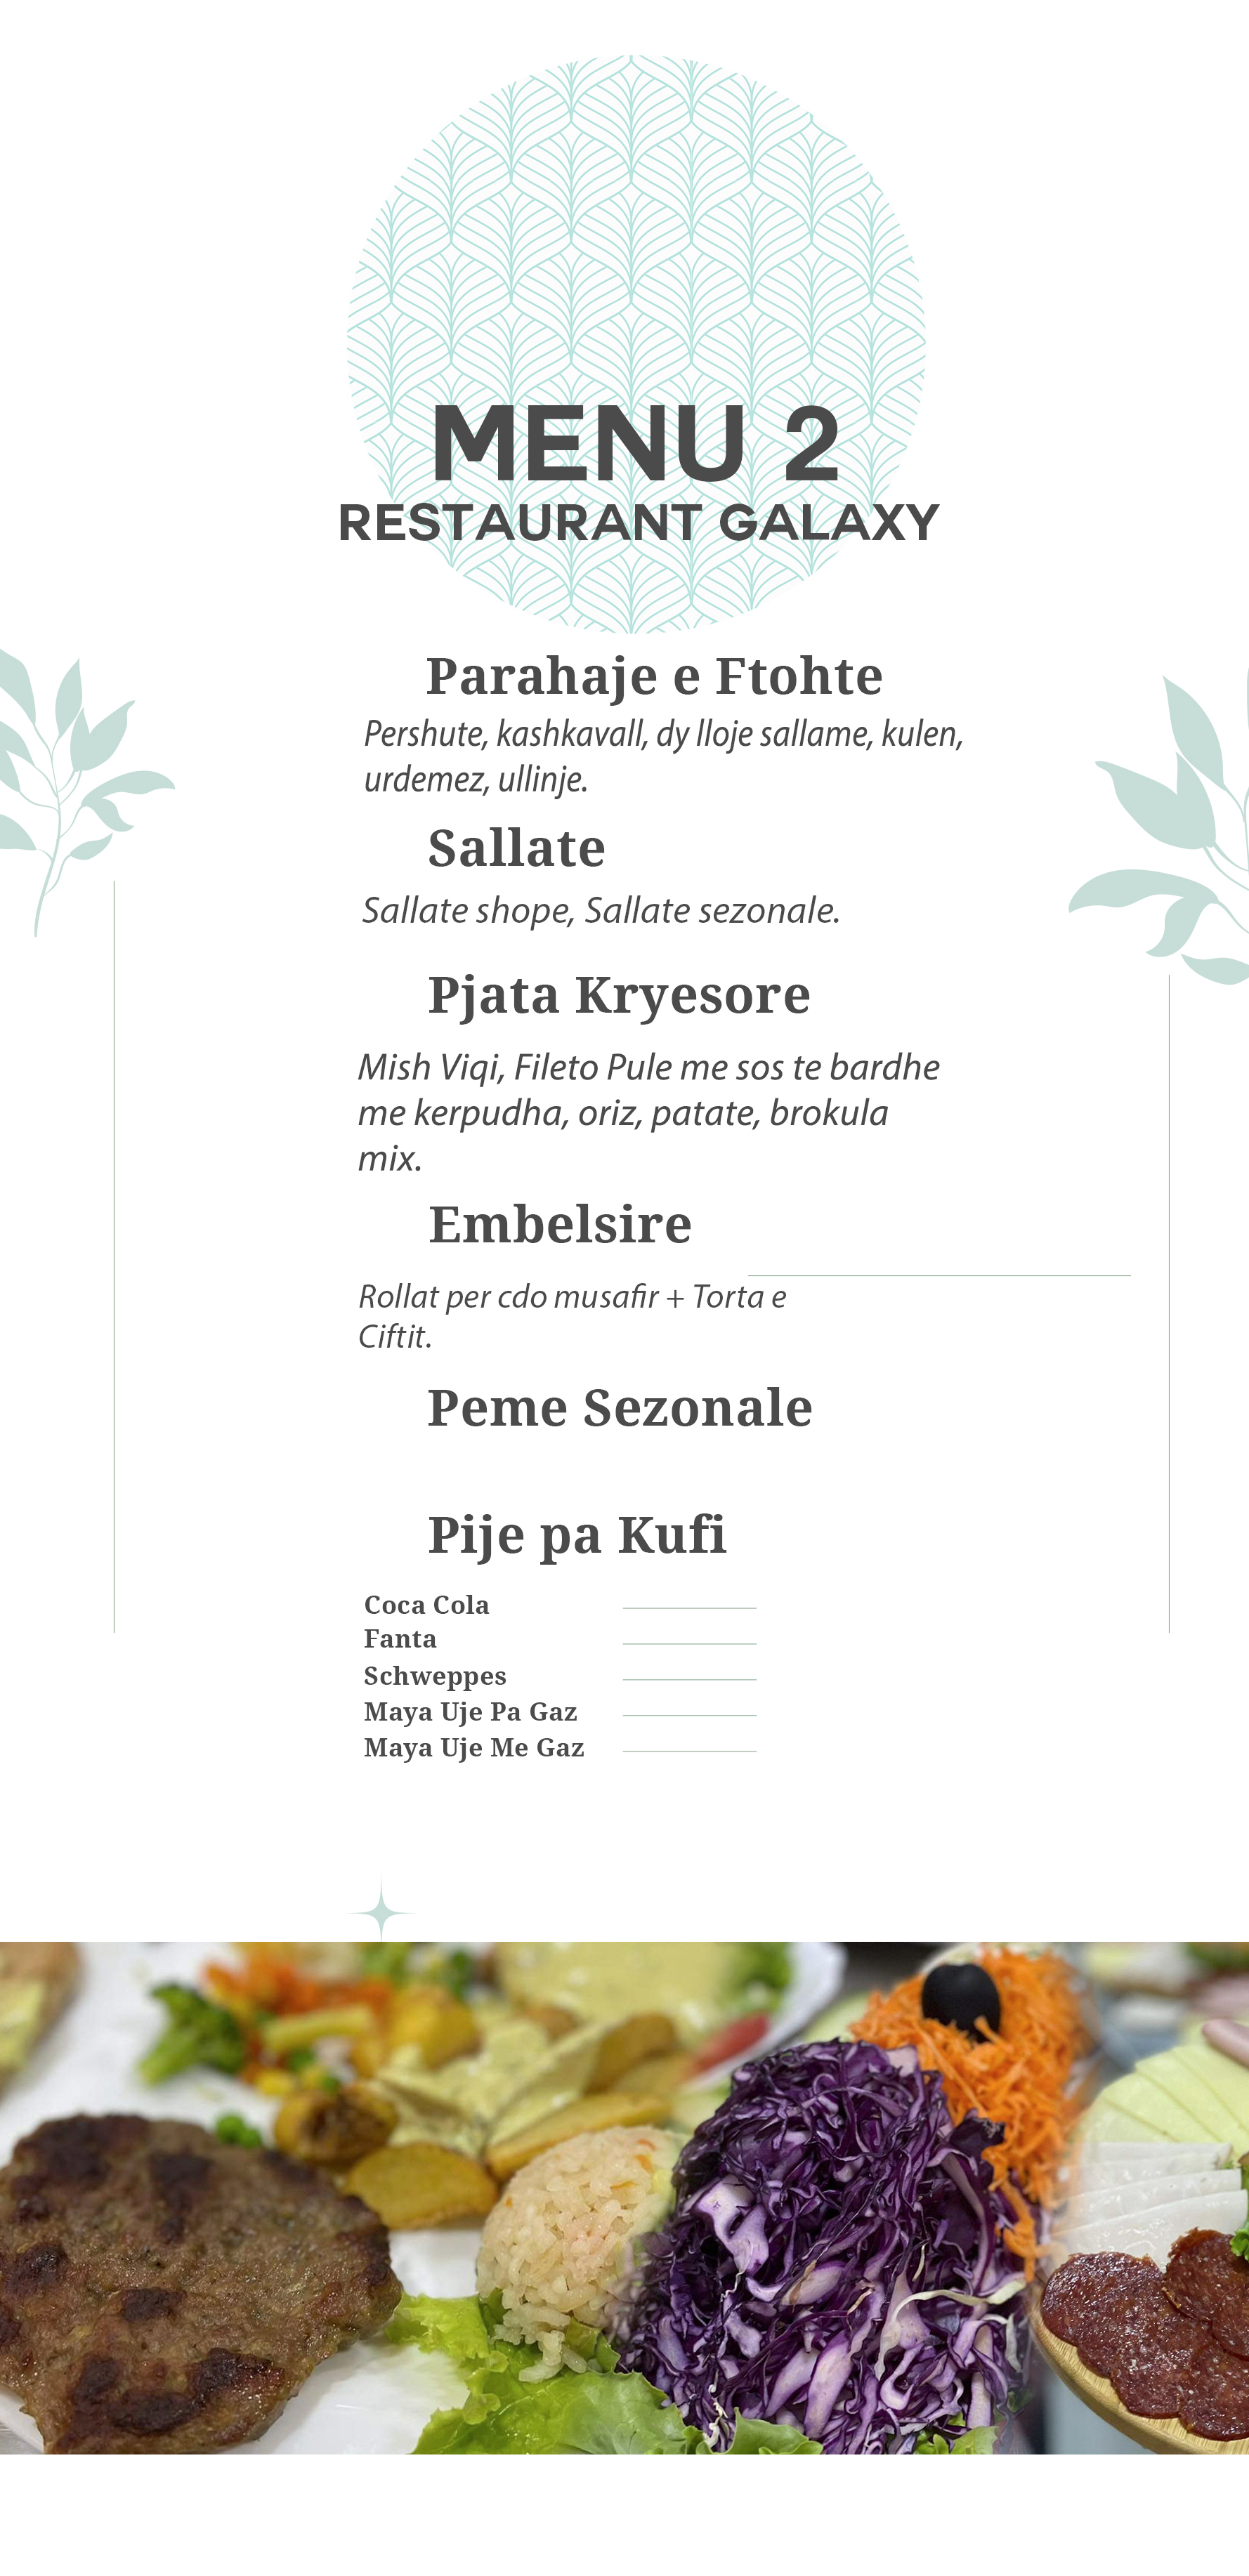 MENU 2
RESTAURANT GALAXY
Parahaje e Ftohte
Pershute, kashkavall, dy lloje sallame, kulen,
urdemez, ullinje.
Sallate
Sallate shope, Sallate sezonale.
Pjata Kryesore
Mish Viqi, Fileto Pule me sos te bardhe
me kerpudha, oriz, patate, brokula
mix.
Embelsire
Rollat per cdo musafir + Torta e
Ciftit.
Peme Sezonale
Pije pa Kufi
Coca Cola
Fanta
Schweppes
Maya Uje Pa Gaz
Maya Uje Me Gaz